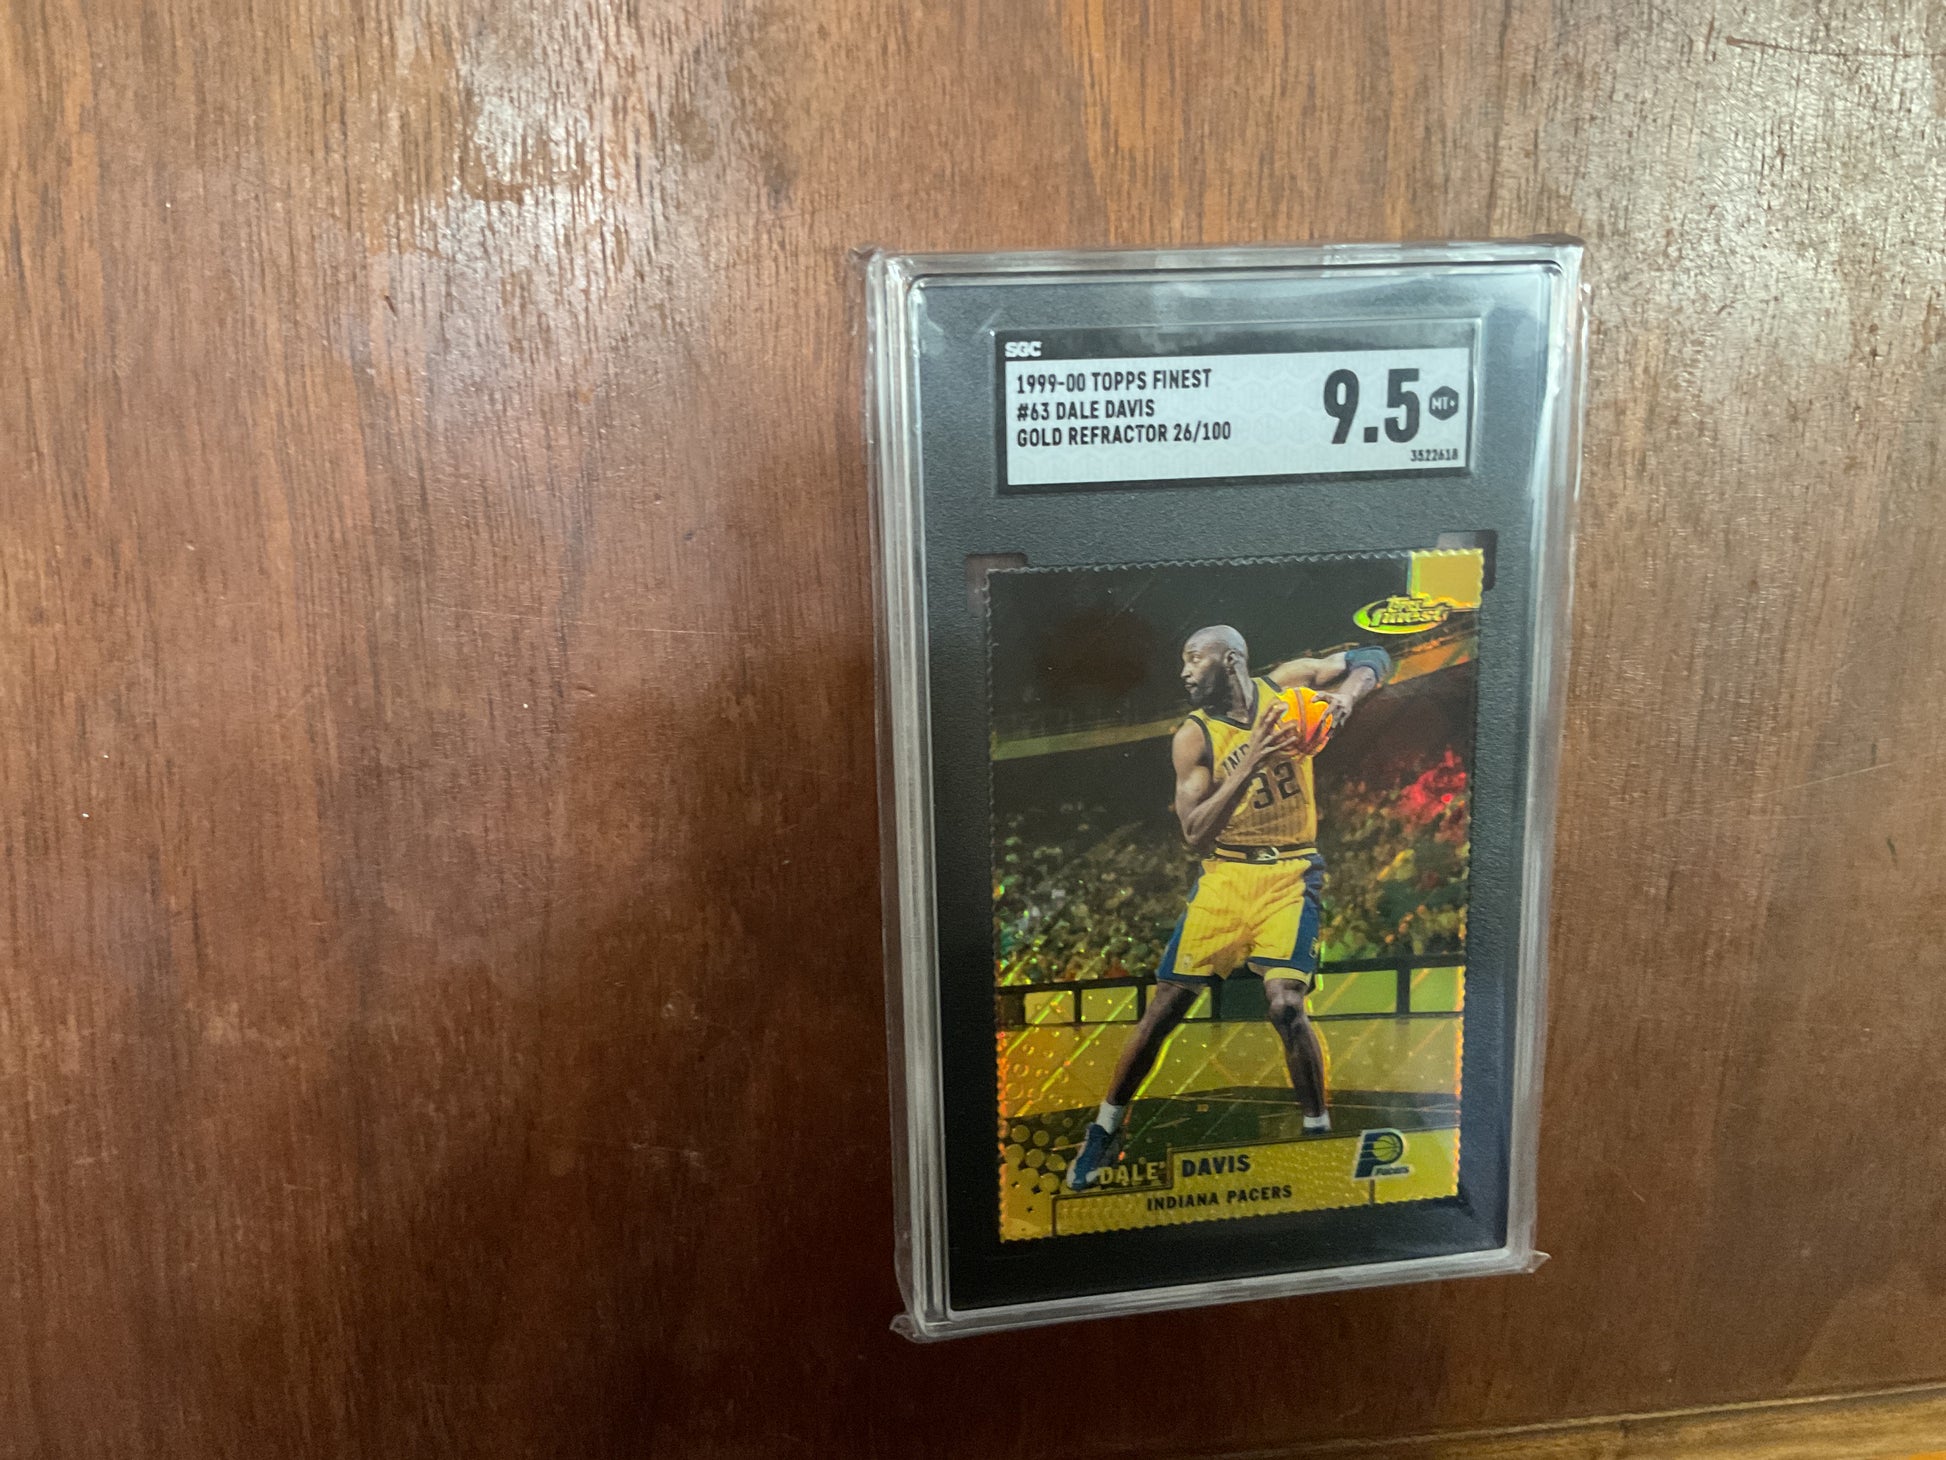 SGC
1999-00 TOPPS FINEST
#63 DALE DAVIS
GOLD REFRACTOR 26/100
9.5
MT+
3522618
Topps
Finest
32
DALE DAVIS
Pacers
INDIANA PACERS